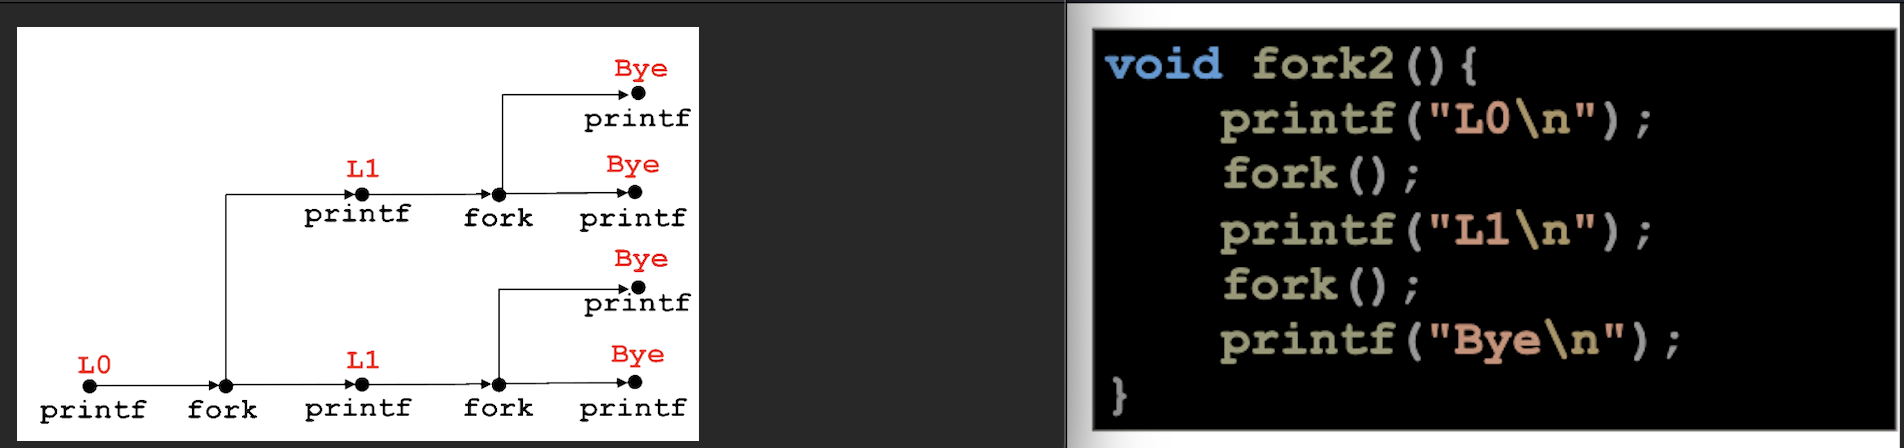 Bye
printf
L1
Bye
printf
fork
printf
Bye
printf
L0
L1
Bye
printf
fork
printf
fork
printf
void fork2(){
printf("L0\n");
fork();
printf("L1\n");
fork();
printf("Bye\n");
}